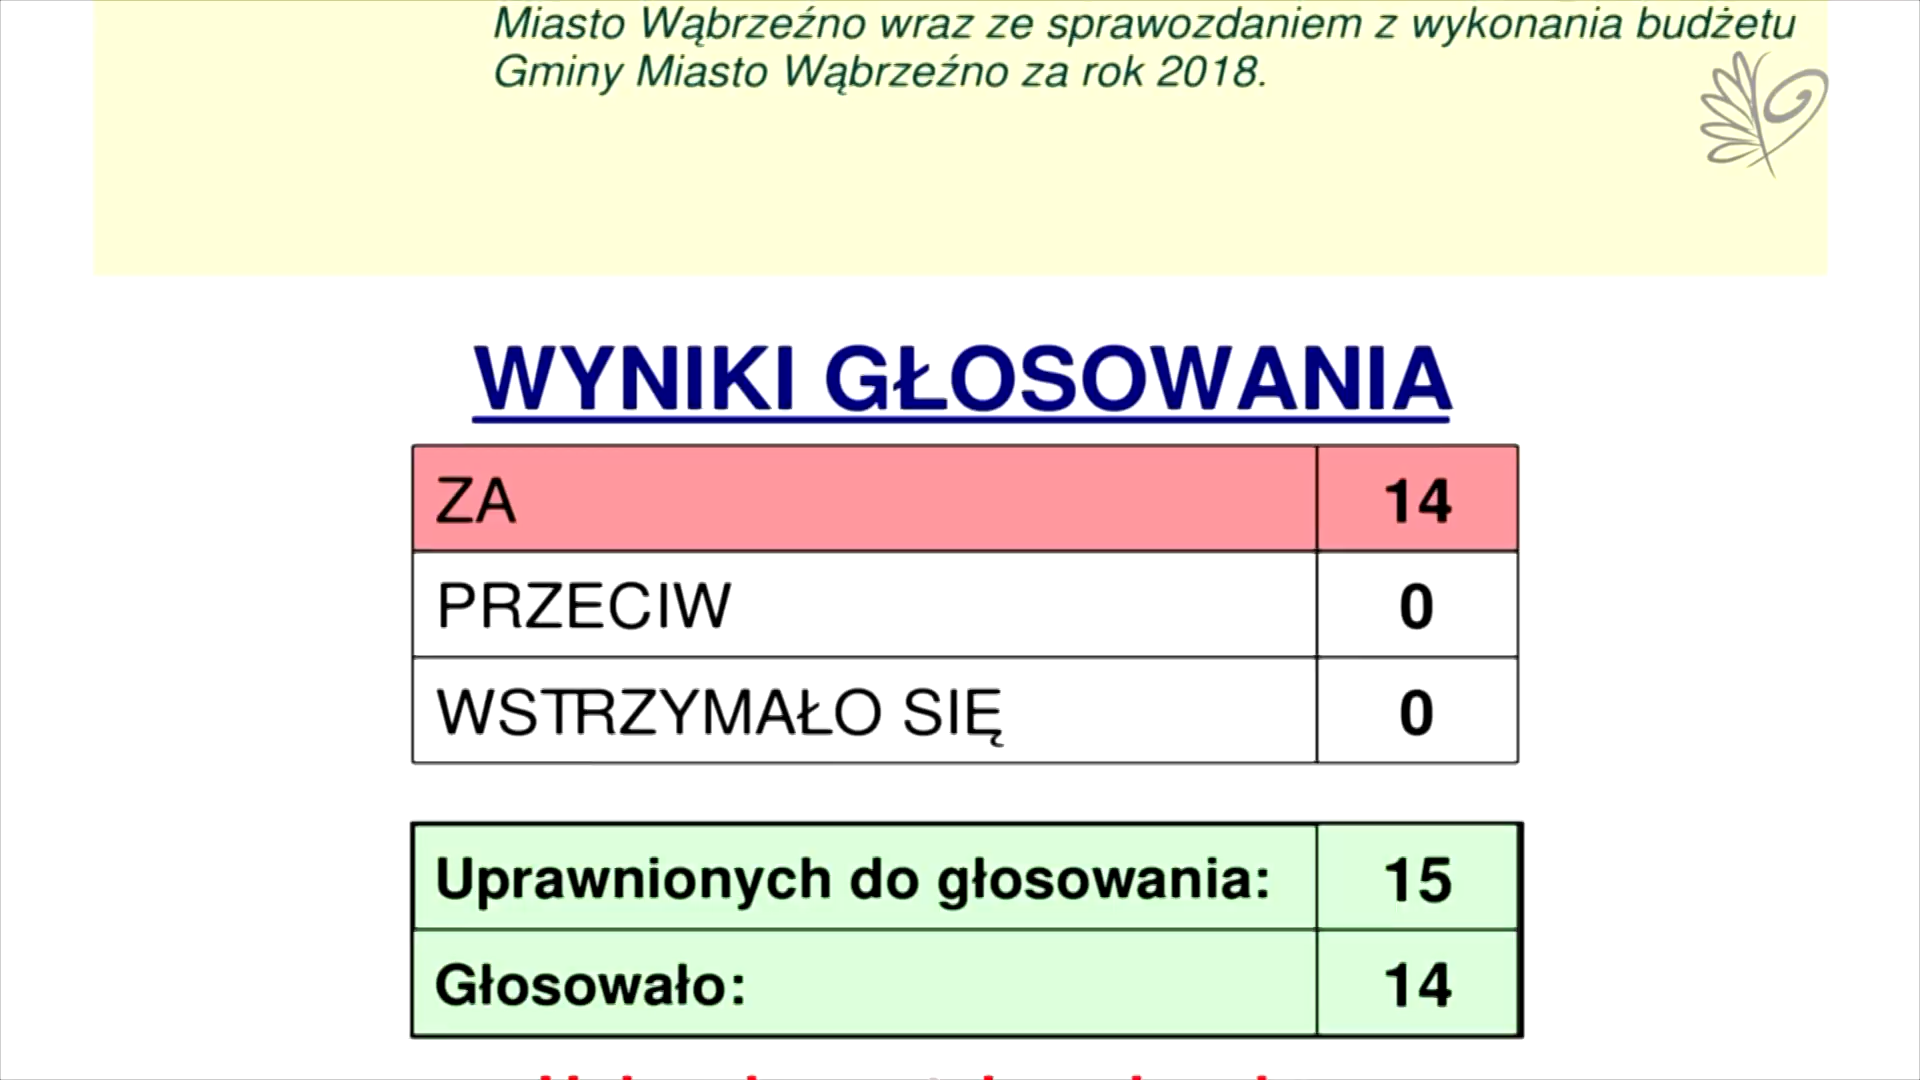 Miasto Wąbrzeźno wraz ze sprawozdaniem z wykonania budżetu
Gminy Miasto Wąbrzeźno za rok 2018.
WYNIKI GŁOSOWANIA
ZA 14
PRZECIW 0
WSTRZYMAŁO SIĘ 0
Uprawnionych do głosowania: 15
Głosowało: 14